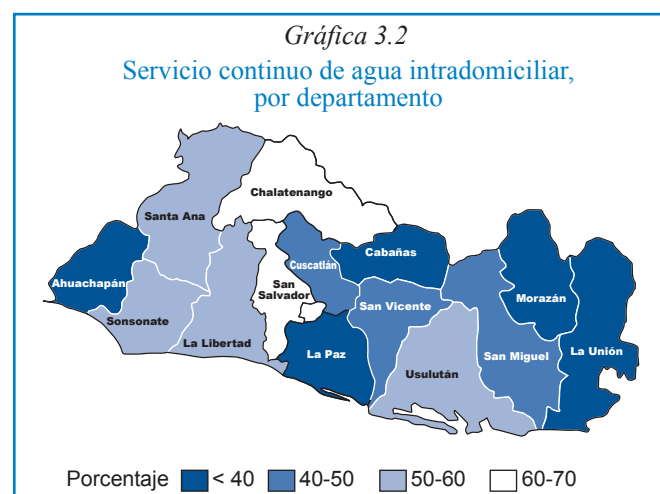 Gráfica 3.2
Servicio continuo de agua intradomiciliar,
por departamento
Chalatenango
Santa Ana
Cabañas
Cuscatlán
Ahuachapán
San
Salvador
Morazán
San Vicente
Sonsonate
La Libertad
La Paz
San Miguel
La Unión
Usulután
Porcentaje < 40 40-50 50-60 60-70